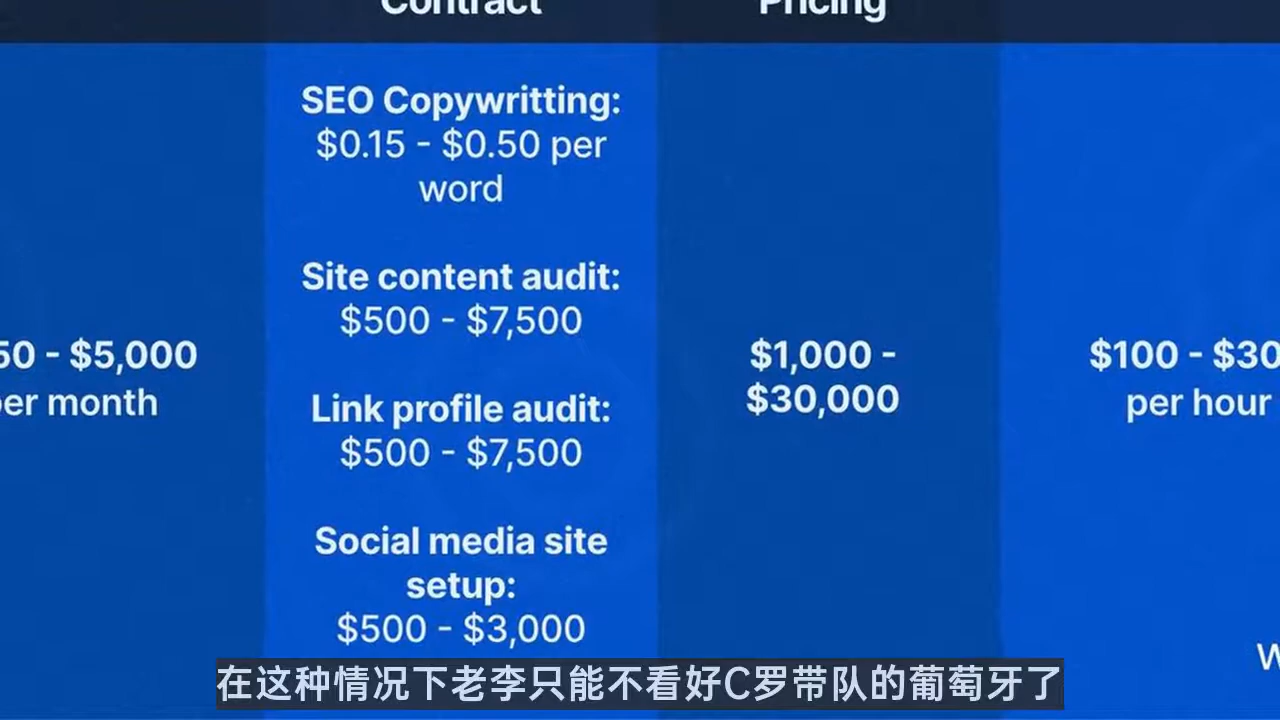 Contract
Pricing
SEO Copywritting:
$0.15 - $0.50 per
word
Site content audit:
$500 - $7,500
50 - $5,000
per month
$1,000 -
$30,000
$100 - $30
per hour
Link profile audit:
$500 - $7,500
Social media site
setup:
$500 - $3,000
W
在这种情况下老李只能不看好C罗带队的葡萄牙了